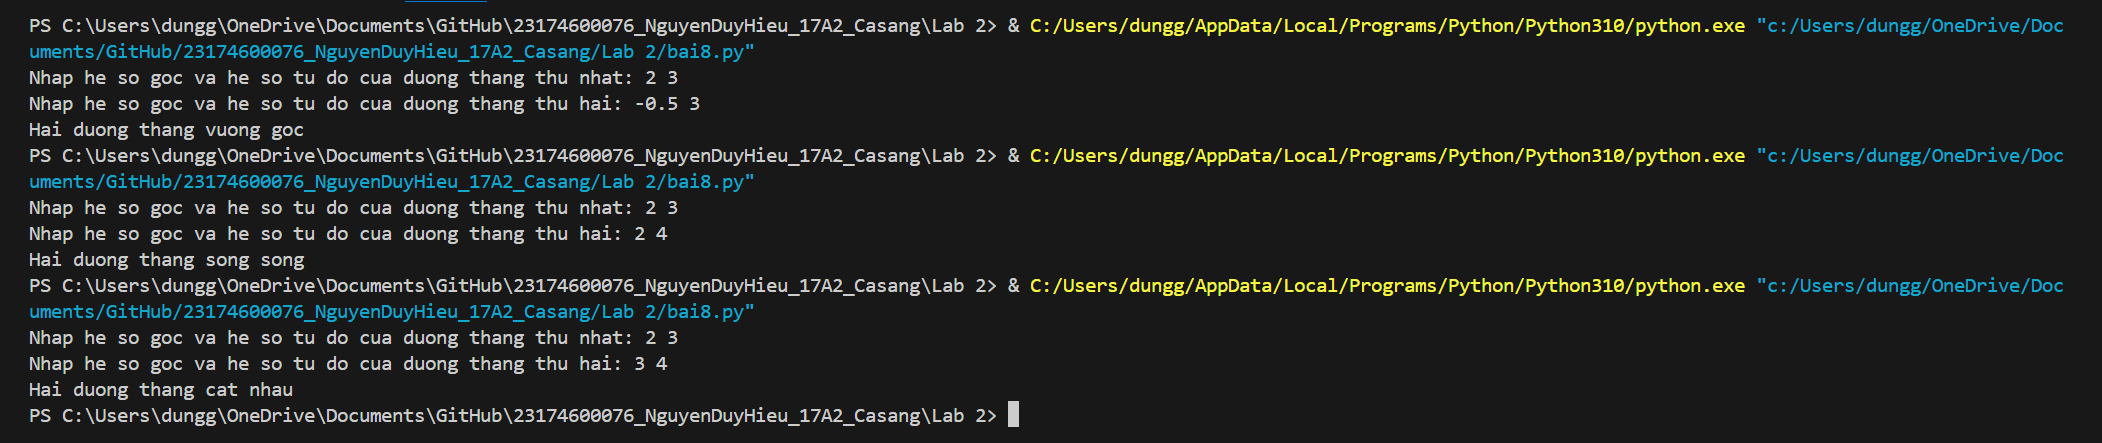 PS C:\Users\dungg\OneDrive\Documents\GitHub\23174600076_NguyenDuyHieu_17A2_Casang\Lab 2> & C:/Users/dungg/AppData/Local/Programs/Python/Python310/python.exe "c:/Users/dungg/OneDrive/Doc
uments/GitHub/23174600076_NguyenDuyHieu_17A2_Casang/Lab 2/bai8.py"
Nhap he so goc va he so tu do cua duong thang thu nhat: 2 3
Nhap he so goc va he so tu do cua duong thang thu hai: -0.5 3
Hai duong thang vuong goc
PS C:\Users\dungg\OneDrive\Documents\GitHub\23174600076_NguyenDuyHieu_17A2_Casang\Lab 2> & C:/Users/dungg/AppData/Local/Programs/Python/Python310/python.exe "c:/Users/dungg/OneDrive/Doc
uments/GitHub/23174600076_NguyenDuyHieu_17A2_Casang/Lab 2/bai8.py"
Nhap he so goc va he so tu do cua duong thang thu nhat: 2 3
Nhap he so goc va he so tu do cua duong thang thu hai: 2 4
Hai duong thang song song
PS C:\Users\dungg\OneDrive\Documents\GitHub\23174600076_NguyenDuyHieu_17A2_Casang\Lab 2> & C:/Users/dungg/AppData/Local/Programs/Python/Python310/python.exe "c:/Users/dungg/OneDrive/Doc
uments/GitHub/23174600076_NguyenDuyHieu_17A2_Casang/Lab 2/bai8.py"
Nhap he so goc va he so tu do cua duong thang thu nhat: 2 3
Nhap he so goc va he so tu do cua duong thang thu hai: 3 4
Hai duong thang cat nhau
PS C:\Users\dungg\OneDrive\Documents\GitHub\23174600076_NguyenDuyHieu_17A2_Casang\Lab 2>